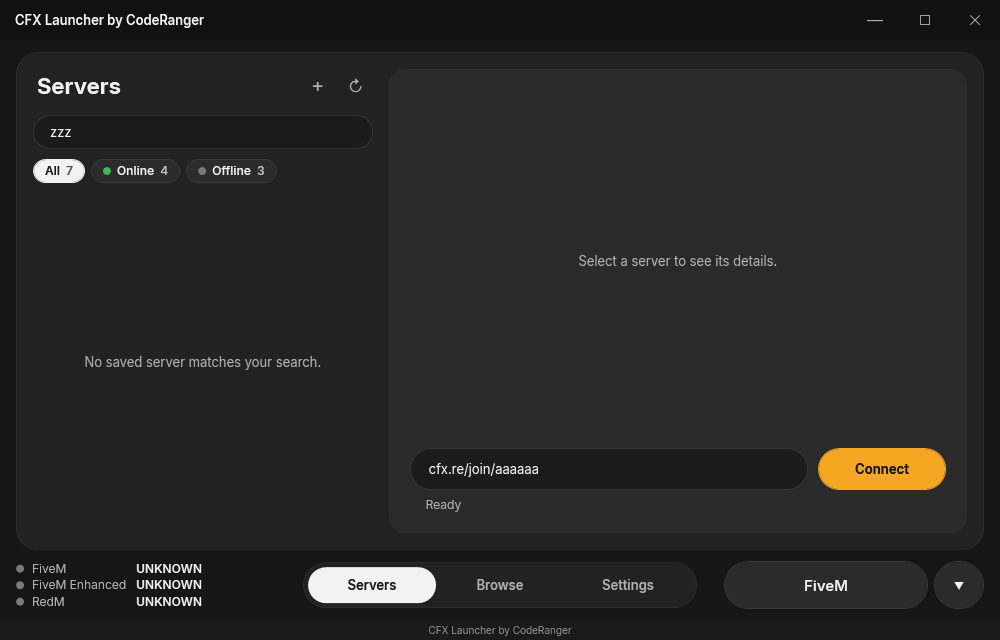 CFX Launcher by CodeRanger
Servers
zzz
All 7 Online 4 Offline 3
Select a server to see its details.
No saved server matches your search.
cfx.re/join/aaaaaa Connect
Ready
FiveM UNKNOWN
FiveM Enhanced UNKNOWN
RedM UNKNOWN
Servers Browse Settings
FiveM
CFX Launcher by CodeRanger